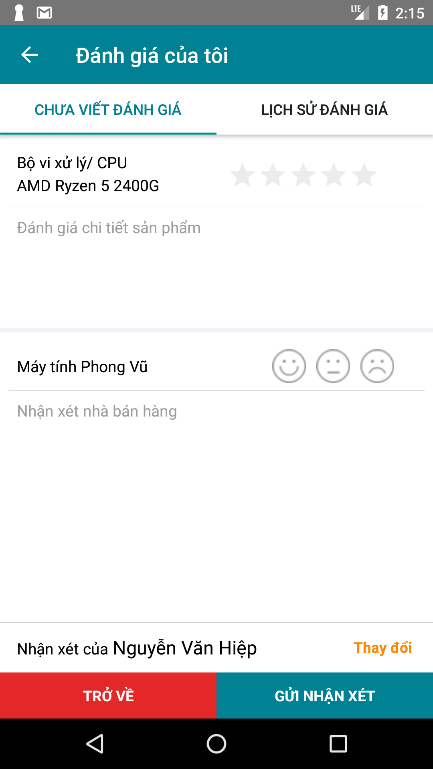 LTE 2:15
Đánh giá của tôi
CHƯA VIẾT ĐÁNH GIÁ LỊCH SỬ ĐÁNH GIÁ
Bộ vi xử lý/ CPU
AMD Ryzen 5 2400G
Đánh giá chi tiết sản phẩm
Máy tính Phong Vũ
Nhận xét nhà bán hàng
Nhận xét của Nguyễn Văn Hiệp Thay đổi
TRỞ VỀ GỬI NHẬN XÉT